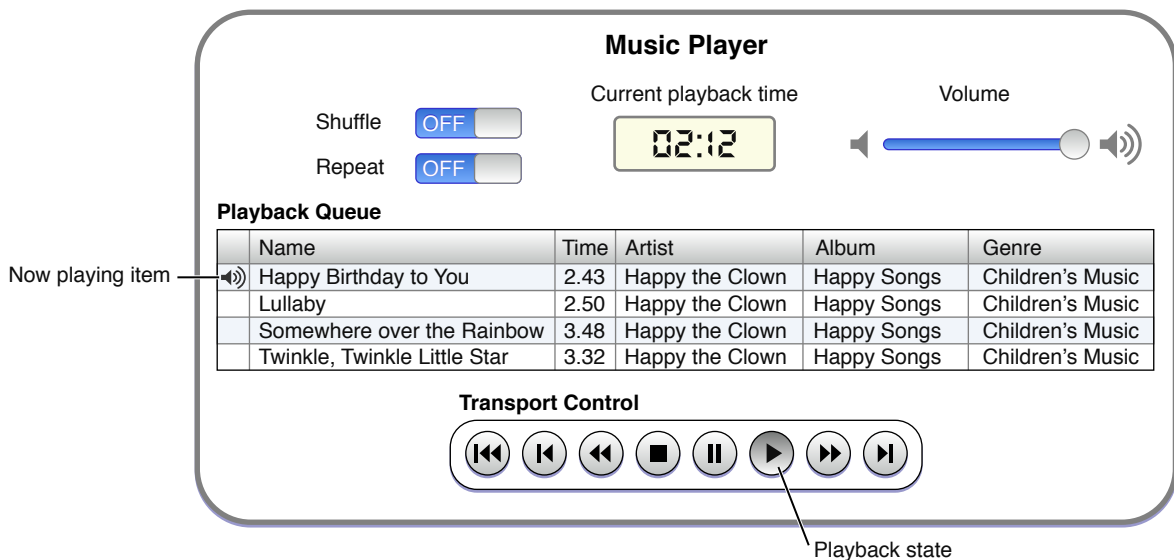 Music Player
Current playback time
Volume
Shuffle OFF
02:12
Repeat OFF
Playback Queue
Name Time Artist Album Genre
Now playing item
Happy Birthday to You 2.43 Happy the Clown Happy Songs Children’s Music
Lullaby 2.50 Happy the Clown Happy Songs Children’s Music
Somewhere over the Rainbow 3.48 Happy the Clown Happy Songs Children’s Music
Twinkle, Twinkle Little Star 3.32 Happy the Clown Happy Songs Children’s Music
Transport Control
Playback state